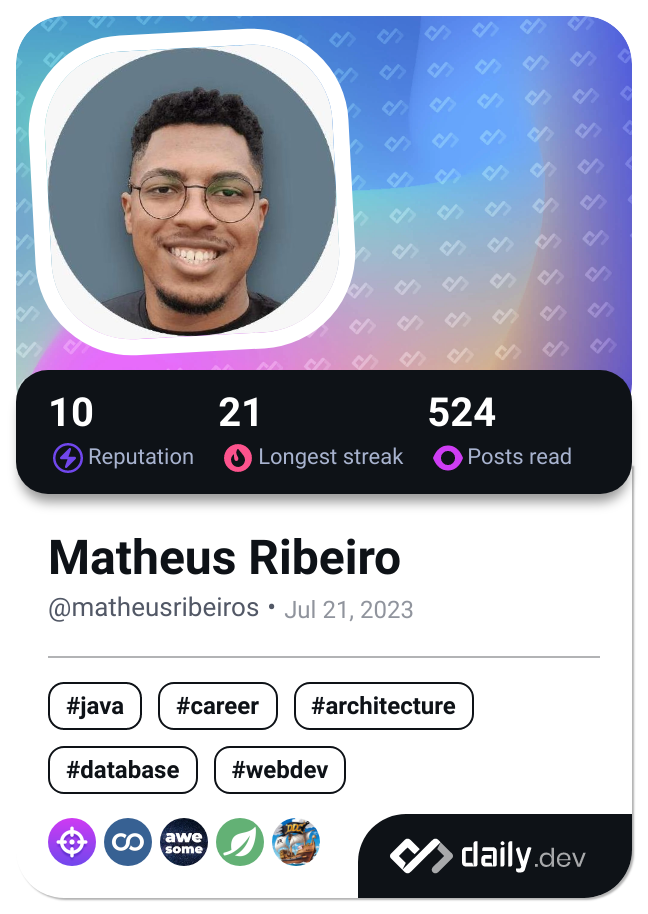 10 21 524
Reputation Longest streak Posts read
Matheus Ribeiro
@matheusribeiros • Jul 21, 2023
#java #career #architecture
#database #webdev
awe
some
daily.dev